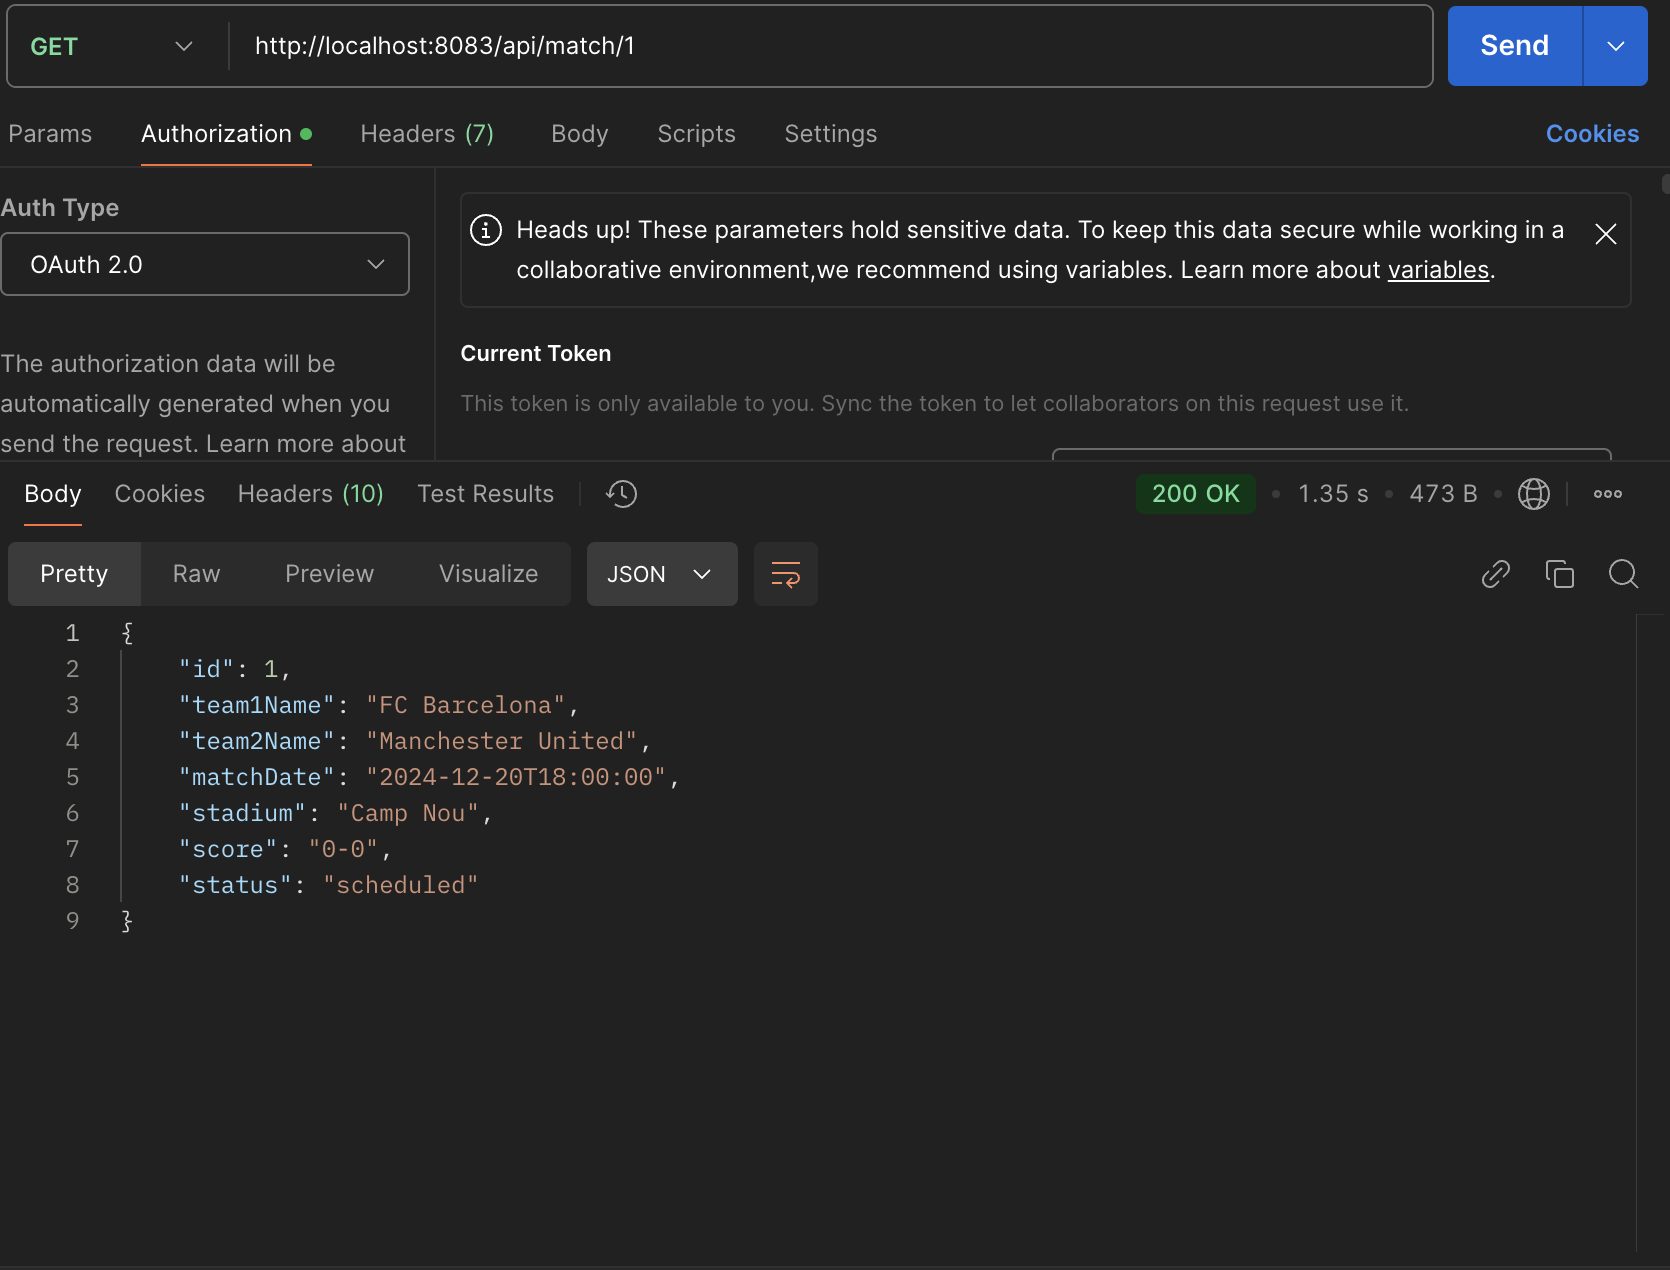 GET http://localhost:8083/api/match/1 Send
Params Authorization Headers (7) Body Scripts Settings Cookies
Auth Type
OAuth 2.0
The authorization data will be
automatically generated when you
send the request. Learn more about
Heads up! These parameters hold sensitive data. To keep this data secure while working in a
collaborative environment,we recommend using variables. Learn more about variables.
Current Token
This token is only available to you. Sync the token to let collaborators on this request use it.
Body Cookies Headers (10) Test Results 200 OK 1.35 s 473 B
Pretty Raw Preview Visualize JSON
1 {
2 "id": 1,
3 "team1Name": "FC Barcelona",
4 "team2Name": "Manchester United",
5 "matchDate": "2024-12-20T18:00:00",
6 "stadium": "Camp Nou",
7 "score": "0-0",
8 "status": "scheduled"
9 }